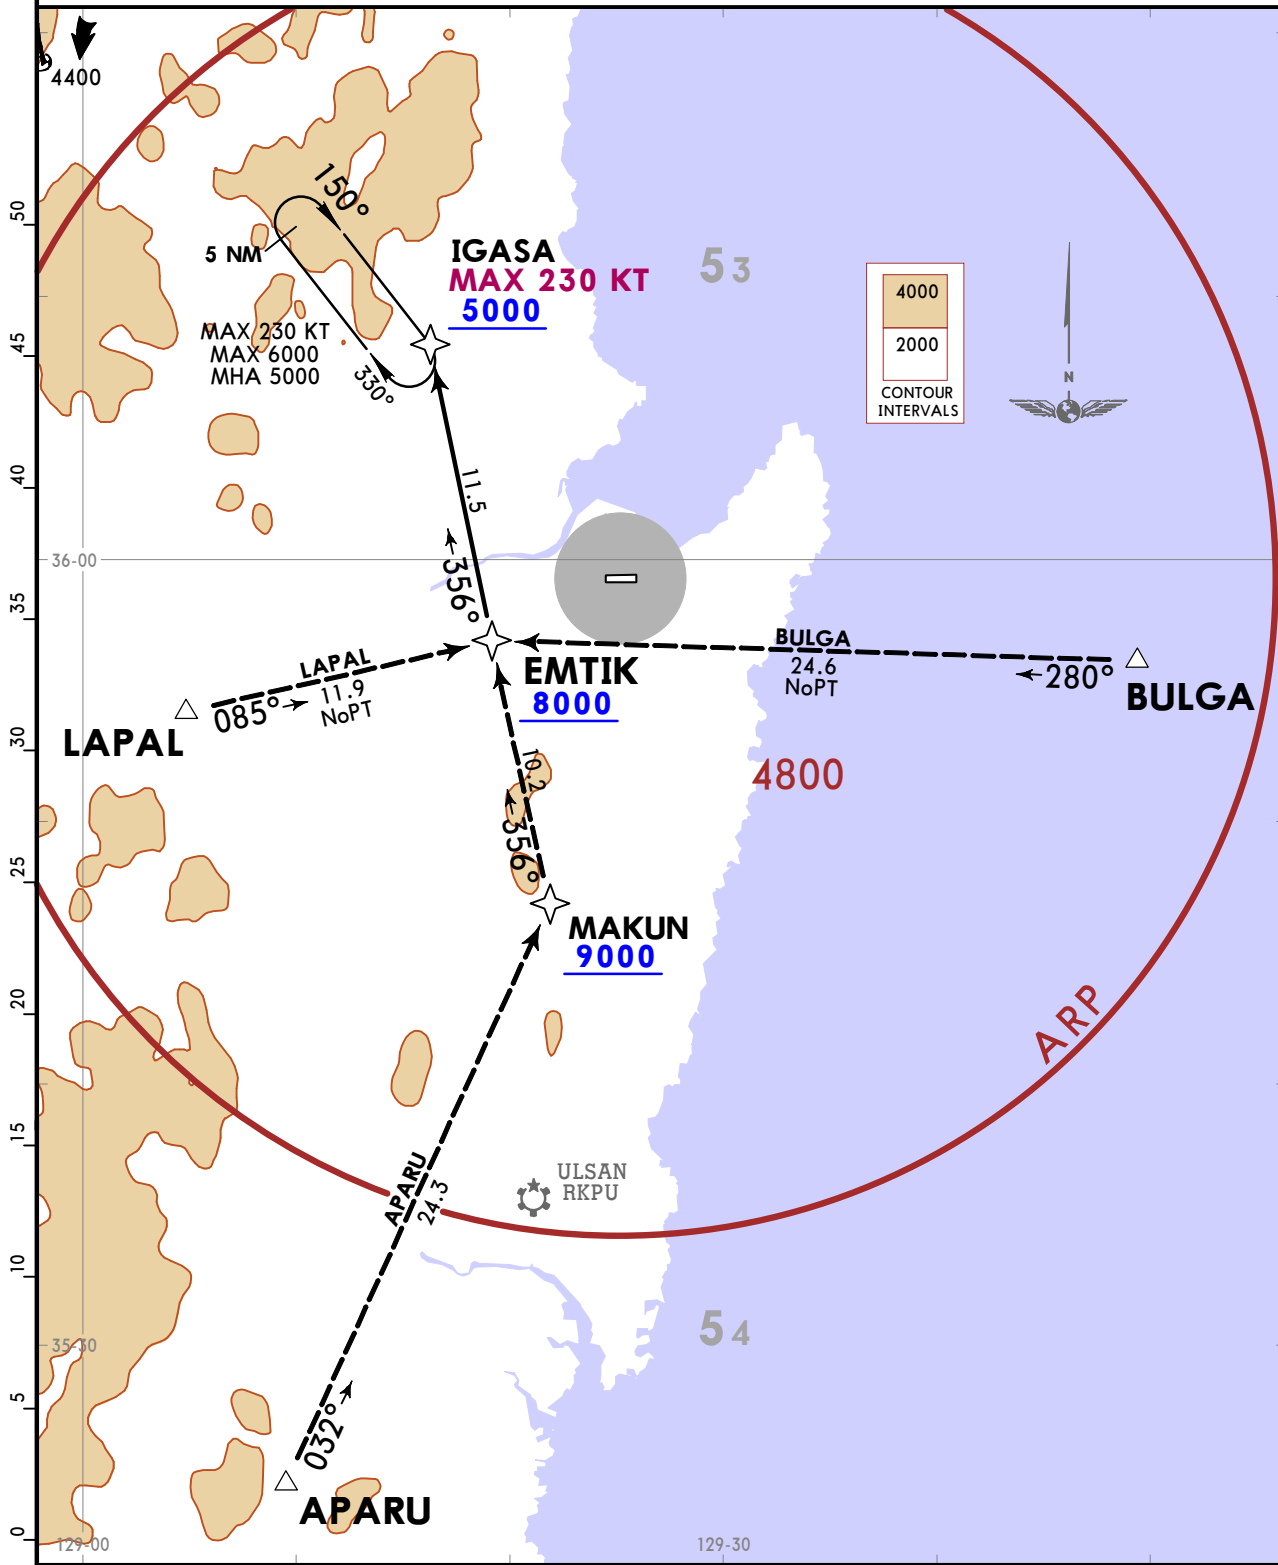 4400
150°
5 NM
IGASA
MAX 230 KT
5000
MAX 230 KT
MAX 6000
MHA 5000
330°
53
4000
2000
CONTOUR
INTERVALS
N
11.5
356°
36-00
LAPAL
11.9
NoPT
085°
LAPAL
EMTIK
8000
BULGA
24.6
NoPT
280°
BULGA
4800
10.2
356°
MAKUN
9000
ARP
APARU
24.3
ULSAN
RKPU
54
35-30
032°
APARU
129-00
129-30
50
45
40
35
30
25
20
15
10
5
0